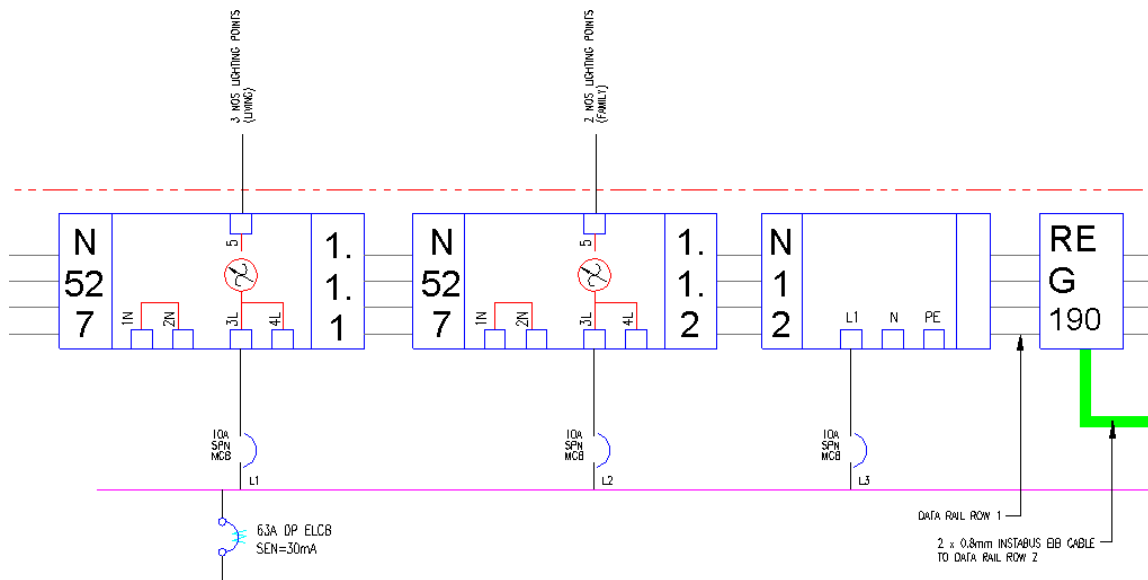 3 NOS LIGHTING POINTS
(LIVING)
2 NOS LIGHTING POINTS
(FAMILY)
N
52
7
5
1N
2N
3L
4L
1.
1.
1
N
52
7
5
1N
2N
3L
4L
1.
1.
2
N
1
2
L1
N
PE
RE
G
190
10A
SPN
MCB
L1
10A
SPN
MCB
L2
10A
SPN
MCB
L3
63A DP ELCB
SEN=30mA
DATA RAIL ROW 1
2 x 0.8mm INSTABUS EIB CABLE
TO DATA RAIL ROW 2